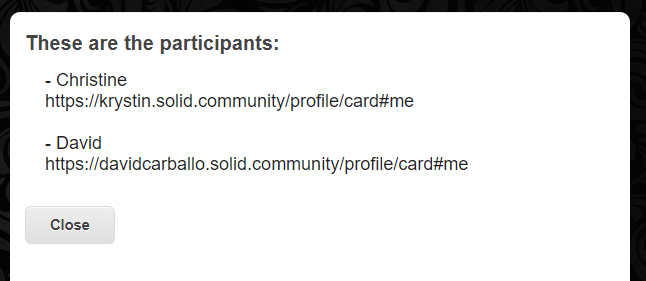 These are the participants:
- Christine
https://krystin.solid.community/profile/card#me
- David
https://davidcarballo.solid.community/profile/card#me
Close